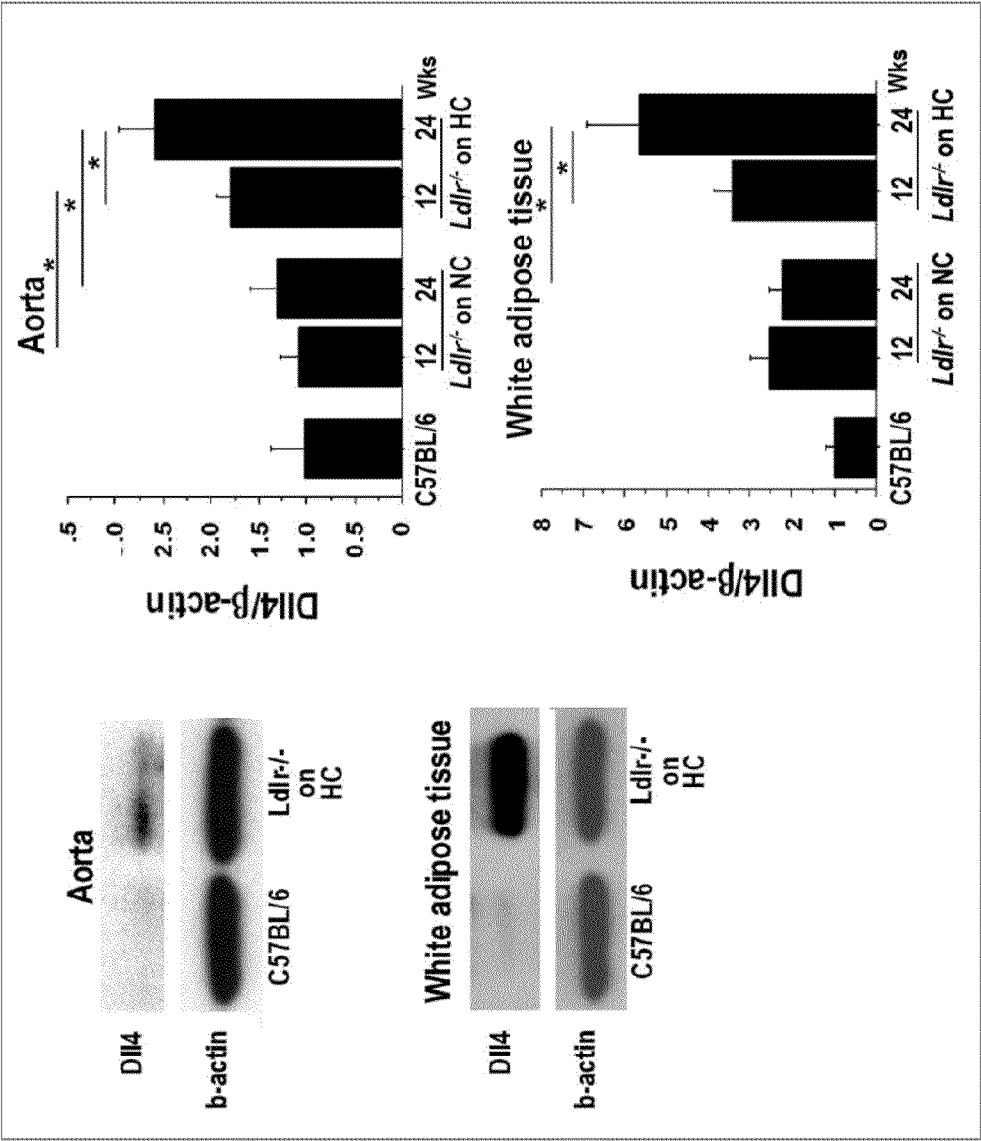 Aorta
Dll4
b-actin
C57BL/6
Ldlr-/-
on
HC
White adipose tissue
Dll4
b-actin
C57BL/6
Ldlr-/-
on
HC
Aorta
*
*
*
Dll4/β-actin
.5
.0
2.5
2.0
1.5
1.0
0.5
0
C57BL/6
12 24 12 24 Wks
Ldlr-/- on NC Ldlr-/- on HC
White adipose tissue
*
*
Dll4/β-actin
8
7
6
5
4
3
2
1
0
C57BL/6
12 24 12 24 Wks
Ldlr-/- on NC Ldlr-/- on HC